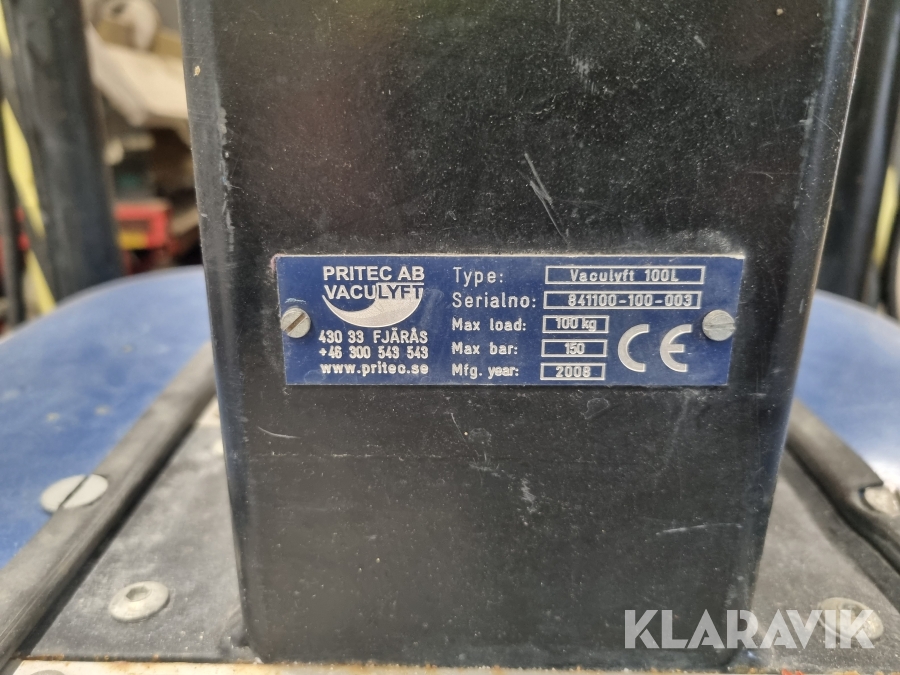 PRITEC AB
VACULYFT
430 33 FJÄRÅS
+46 300 543 543
www.pritec.se
Type: Vaculyft 100L
Serialno: 841100-100-003
Max load: 100 kg
Max bar: 150
Mfg. year: 2008
CE
KLARAVIK